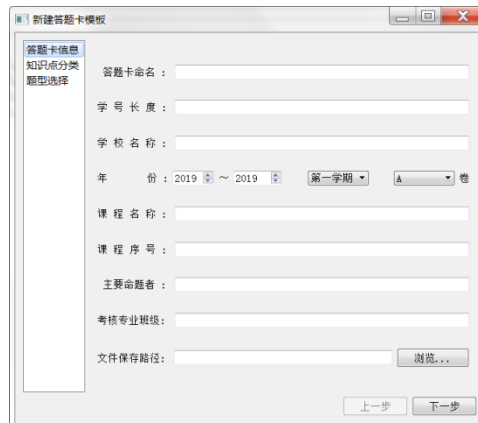 新建答题卡模板
答题卡信息
知识点分类
题型选择
答题卡命名：
学号长度：
学校名称：
年 份：2019 ～ 2019 第一学期 A 卷
课程名称：
课程序号：
主要命题者：
考核专业班级：
文件保存路径： 浏览...
上一步 下一步